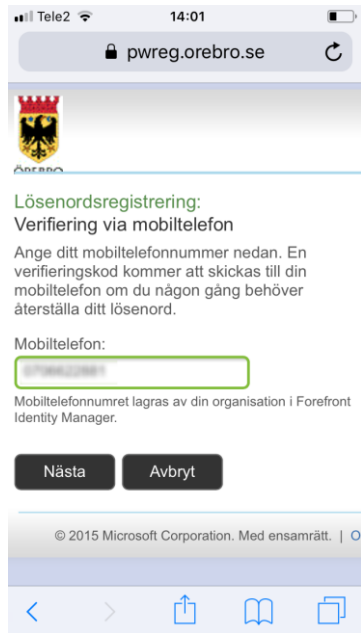 Tele2 14:01
pwreg.orebro.se
ÖREBRO
Lösenordsregistrering:
Verifiering via mobiltelefon
Ange ditt mobiltelefonnummer nedan. En
verifieringskod kommer att skickas till din
mobiltelefon om du någon gång behöver
återställa ditt lösenord.
Mobiltelefon:
Mobiltelefonnumret lagras av din organisation i Forefront
Identity Manager.
Nästa Avbryt
© 2015 Microsoft Corporation. Med ensamrätt. | O